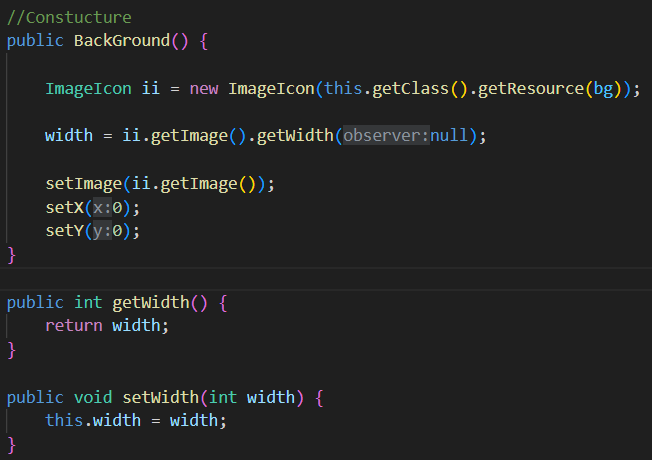 //Constucture
public BackGround() {
ImageIcon ii = new ImageIcon(this.getClass().getResource(bg));
width = ii.getImage().getWidth(observer:null);
setImage(ii.getImage());
setX(x:0);
setY(y:0);
}
public int getWidth() {
return width;
}
public void setWidth(int width) {
this.width = width;
}